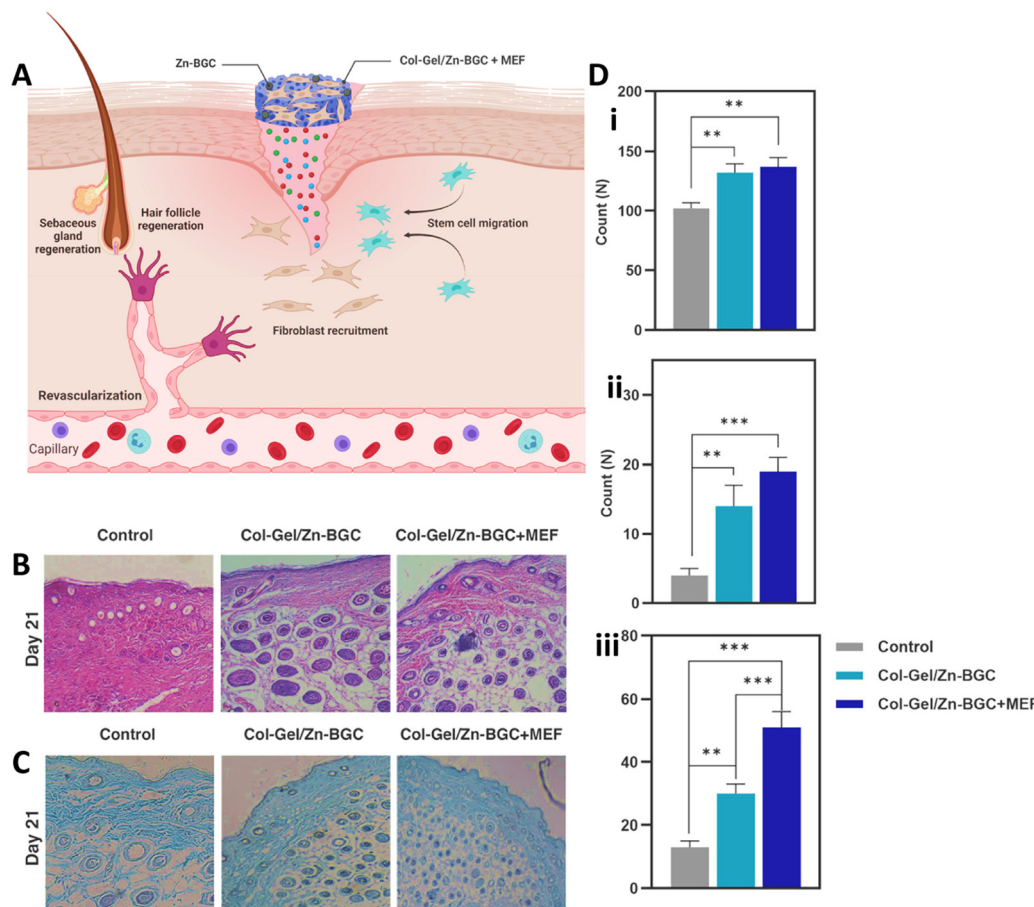 A
Zn-BGC
Col-Gel/Zn-BGC + MEF
Sebaceous
gland
regeneration
Hair follicle
regeneration
Stem cell migration
Fibroblast recruitment
Revascularization
Capillary
B
Control
Col-Gel/Zn-BGC
Col-Gel/Zn-BGC+MEF
Day 21
C
Control
Col-Gel/Zn-BGC
Col-Gel/Zn-BGC+MEF
Day 21
D
i
Count (N)
200
150
100
50
0
**
**
ii
Count (N)
30
20
10
0
***
**
iii
80
60
40
20
0
***
***
**
Control
Col-Gel/Zn-BGC
Col-Gel/Zn-BGC+MEF